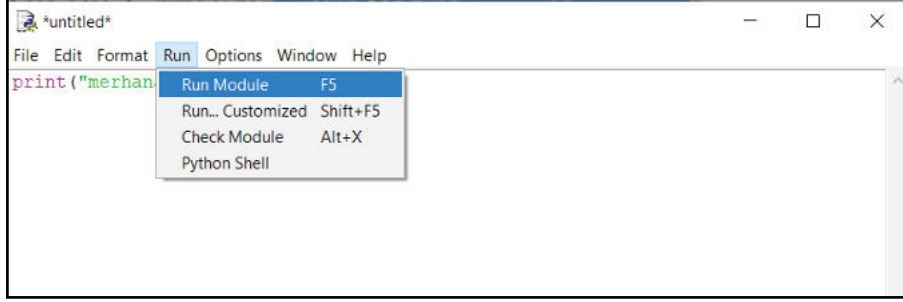 *untitled*
File Edit Format Run Options Window Help
print("merhan
Run Module F5
Run... Customized Shift+F5
Check Module Alt+X
Python Shell